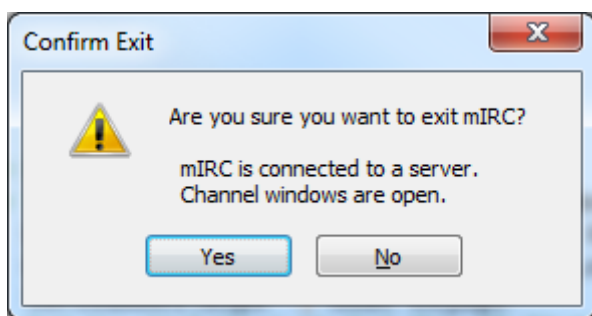 Confirm Exit
Are you sure you want to exit mIRC?
mIRC is connected to a server.
Channel windows are open.
Yes No